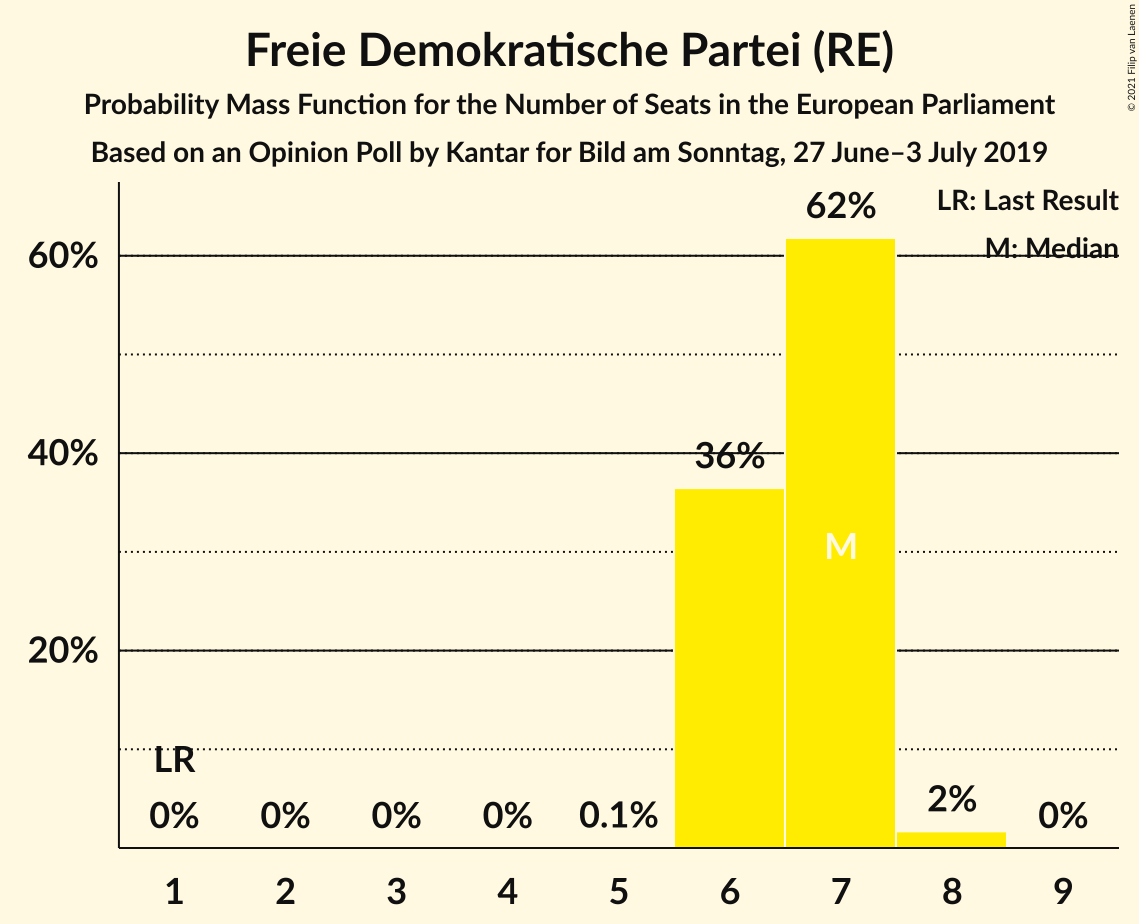 Freie Demokratische Partei (RE)
Probability Mass Function for the Number of Seats in the European Parliament
Based on an Opinion Poll by Kantar for Bild am Sonntag, 27 June–3 July 2019
© 2021 Filip van Laenen
LR: Last Result
M: Median
62%
60%
40%
36%
M
20%
LR
0% 0% 0% 0% 0.1% 2% 0%
1 2 3 4 5 6 7 8 9